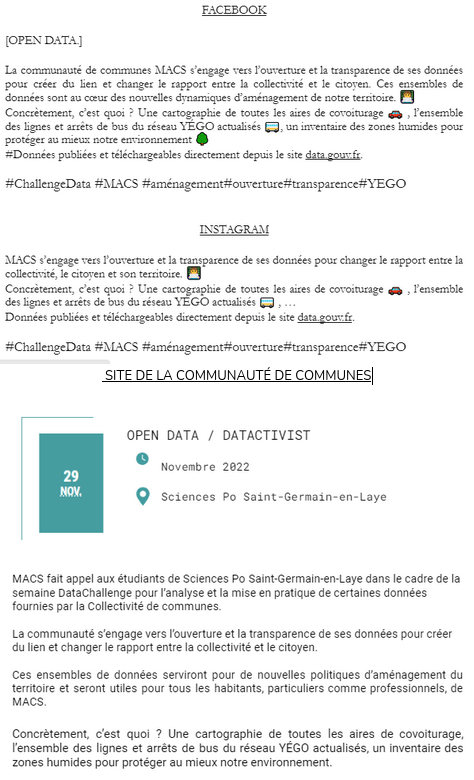 FACEBOOK
[OPEN DATA.]
La communauté de communes MACS s'engage vers l'ouverture et la transparence de ses données
pour créer du lien et changer le rapport entre la collectivité et le citoyen. Ces ensembles de
données sont au cœur des nouvelles dynamiques d'aménagement de notre territoire.
Concrètement, c'est quoi ? Une cartographie de toutes les aires de covoiturage 🚗 , l'ensemble
des lignes et arrêts de bus du réseau YEGO actualisés 🚌, un inventaire des zones humides pour
protéger au mieux notre environnement 🌳
#Données publiées et téléchargeables directement depuis le site data.gouv.fr.
#ChallengeData #MACS #aménagement#ouverture#transparence#YEGO
INSTAGRAM
MACS s'engage vers l'ouverture et la transparence de ses données pour changer le rapport entre la
collectivité, le citoyen et son territoire.
Concrètement, c'est quoi ? Une cartographie de toutes les aires de covoiturage 🚗 , l'ensemble
des lignes et arrêts de bus du réseau YEGO actualisés 🚌 , …
Données publiées et téléchargeables directement depuis le site data.gouv.fr.
#ChallengeData #MACS #aménagement#ouverture#transparence#YEGO
SITE DE LA COMMUNAUTÉ DE COMMUNES
OPEN DATA / DATACTIVIST
29
NOV.
Novembre 2022
Sciences Po Saint-Germain-en-Laye
MACS fait appel aux étudiants de Sciences Po Saint-Germain-en-Laye dans le cadre de la
semaine DataChallenge pour l'analyse et la mise en pratique de certaines données
fournies par la Collectivité de communes.
La communauté s'engage vers l'ouverture et la transparence de ses données pour créer
du lien et changer le rapport entre la collectivité et le citoyen.
Ces ensembles de données serviront pour de nouvelles politiques d'aménagement du
territoire et seront utiles pour tous les habitants, particuliers comme professionnels, de
MACS.
Concrètement, c'est quoi ? Une cartographie de toutes les aires de covoiturage,
l'ensemble des lignes et arrêts de bus du réseau YÉGO actualisés, un inventaire des
zones humides pour protéger au mieux notre environnement.